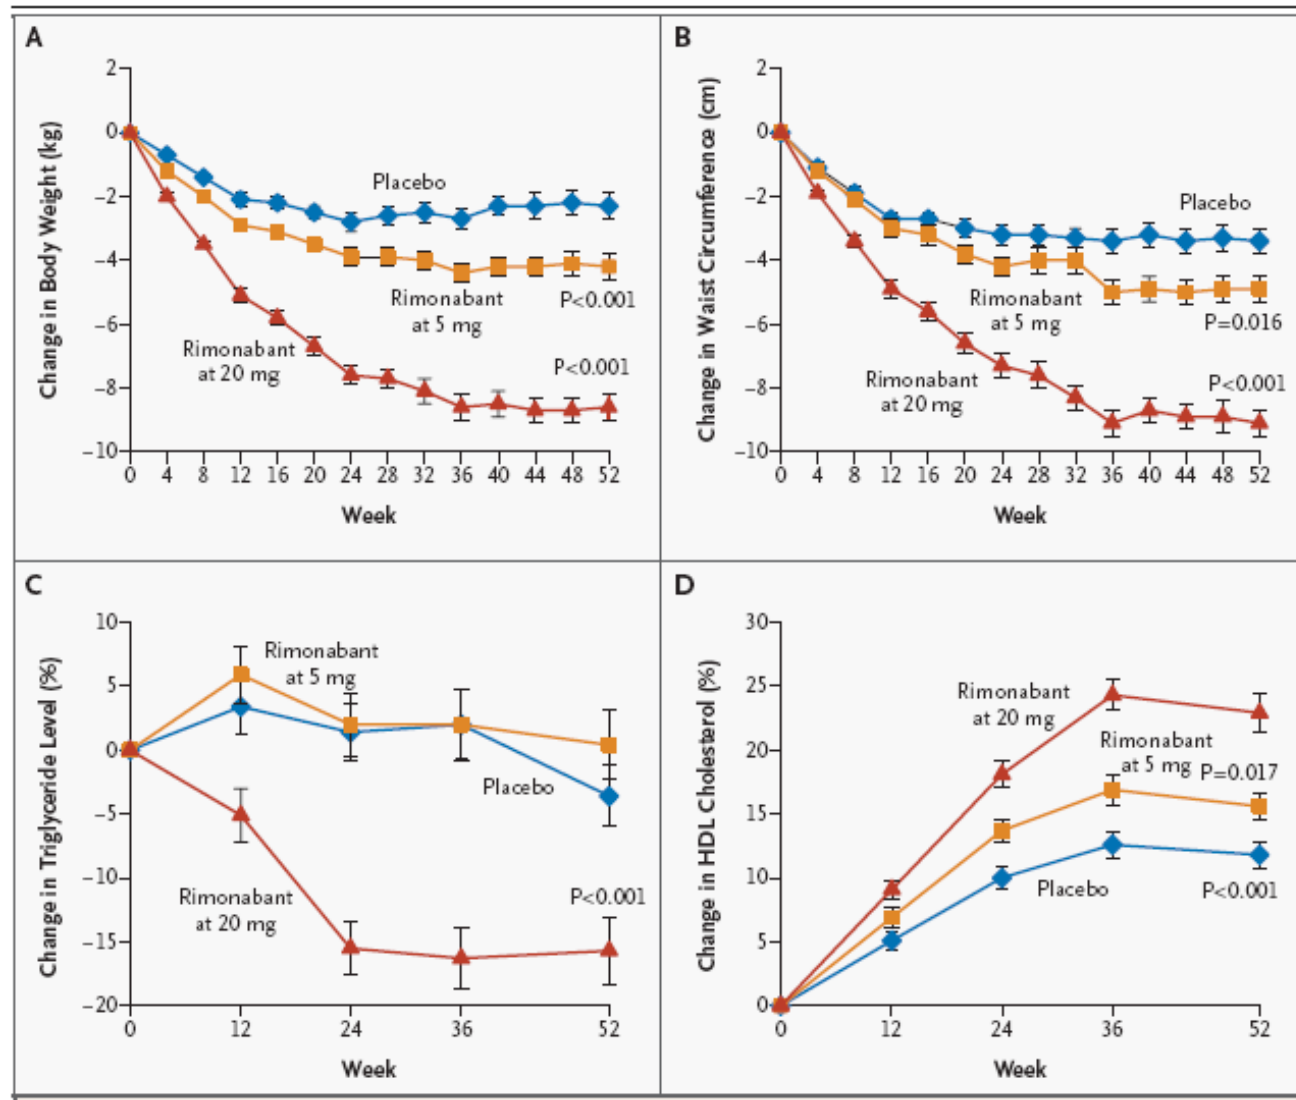 A
Change in Body Weight (kg)
2
0
−2
−4
−6
−8
−10
Placebo
Rimonabant
at 5 mg
P<0.001
Rimonabant
at 20 mg
P<0.001
0 4 8 12 16 20 24 28 32 36 40 44 48 52
Week
B
Change in Waist Circumference (cm)
2
0
−2
−4
−6
−8
−10
Placebo
Rimonabant
at 5 mg
P=0.016
Rimonabant
at 20 mg
P<0.001
0 4 8 12 16 20 24 28 32 36 40 44 48 52
Week
C
Change in Triglyceride Level (%)
10
5
0
−5
−10
−15
−20
Rimonabant
at 5 mg
Placebo
Rimonabant
at 20 mg
P<0.001
0 12 24 36 52
Week
D
Change in HDL Cholesterol (%)
30
25
20
15
10
5
0
Rimonabant
at 20 mg
Rimonabant
at 5 mg P=0.017
Placebo
P<0.001
0 12 24 36 52
Week